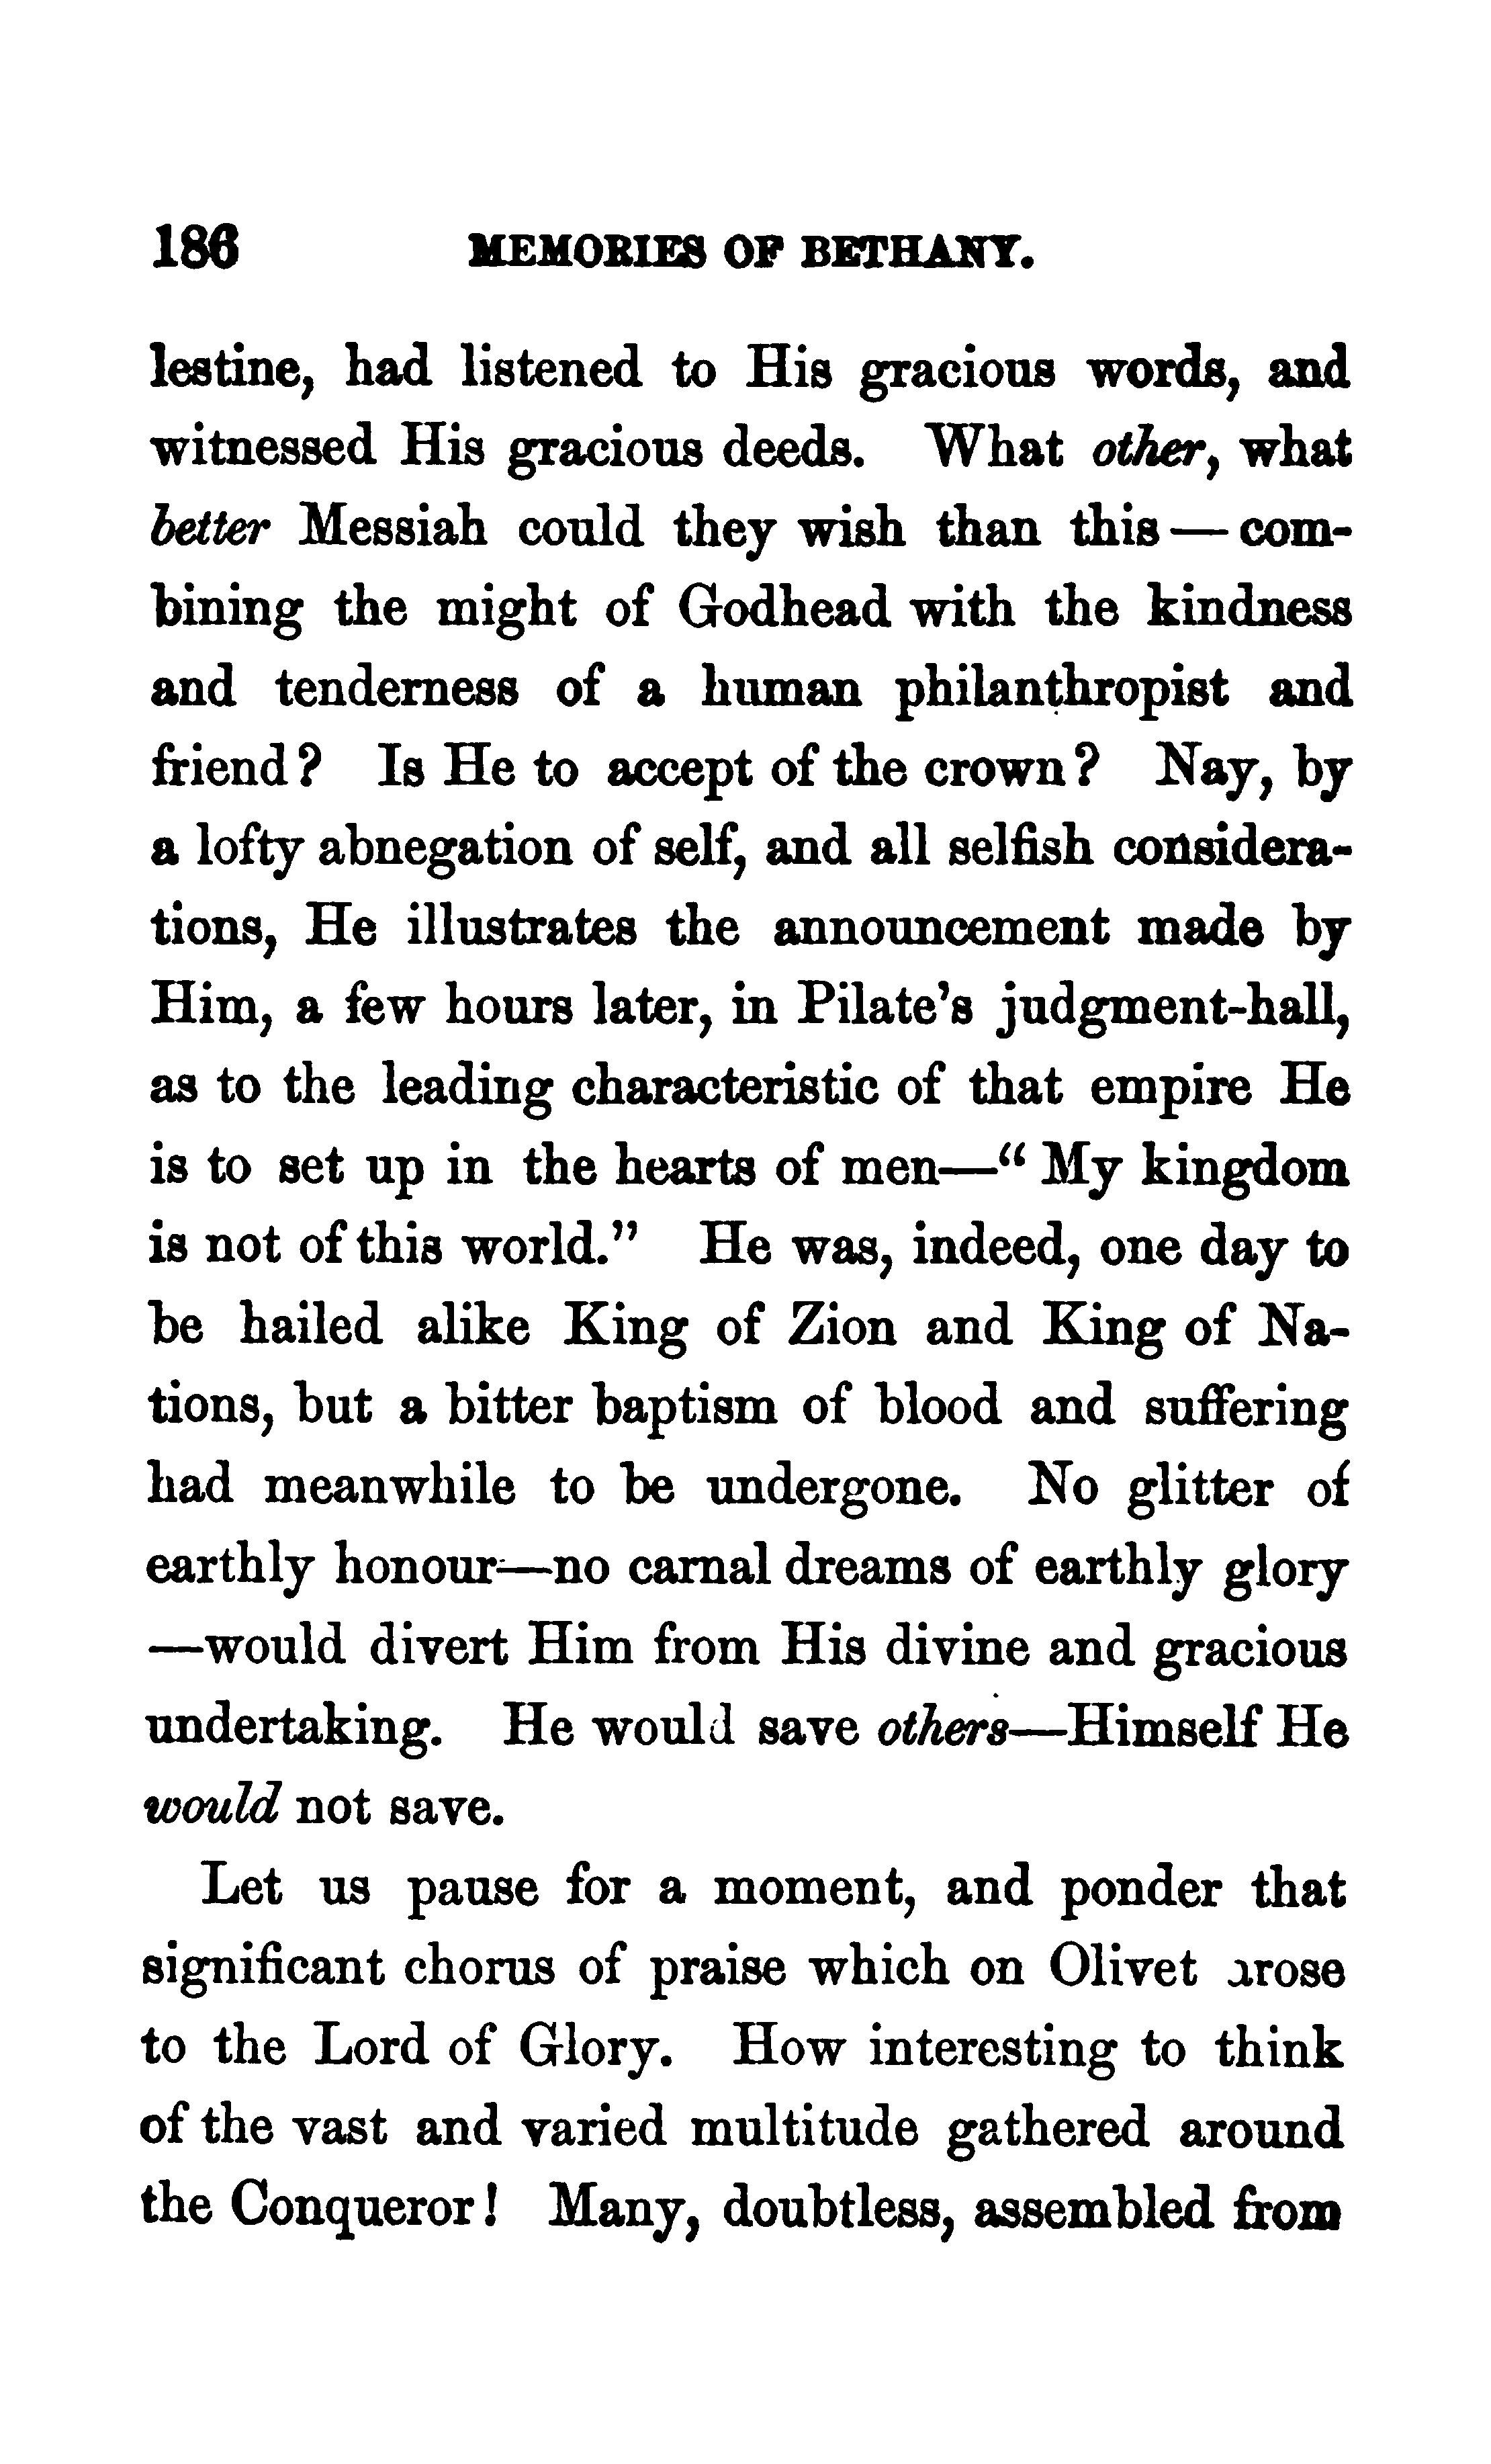 186 MEMORIES OF BETHANY.
lestine, had listened to His gracious words, and
witnessed His gracious deeds. What other, what
better Messiah could they wish than this—com-
bining the might of Godhead with the kindness
and tenderness of a human philanthropist and
friend? Is He to accept of the crown? Nay, by
a lofty abnegation of self, and all selfish considera-
tions, He illustrates the announcement made by
Him, a few hours later, in Pilate's judgment-hall,
as to the leading characteristic of that empire He
is to set up in the hearts of men—“ My kingdom
is not of this world.” He was, indeed, one day to
be hailed alike King of Zion and King of Na-
tions, but a bitter baptism of blood and suffering
had meanwhile to be undergone. No glitter of
earthly honour—no carnal dreams of earthly glory
—would divert Him from His divine and gracious
undertaking. He would save others—Himself He
would not save.
Let us pause for a moment, and ponder that
significant chorus of praise which on Olivet arose
to the Lord of Glory. How interesting to think
of the vast and varied multitude gathered around
the Conqueror! Many, doubtless, assembled from